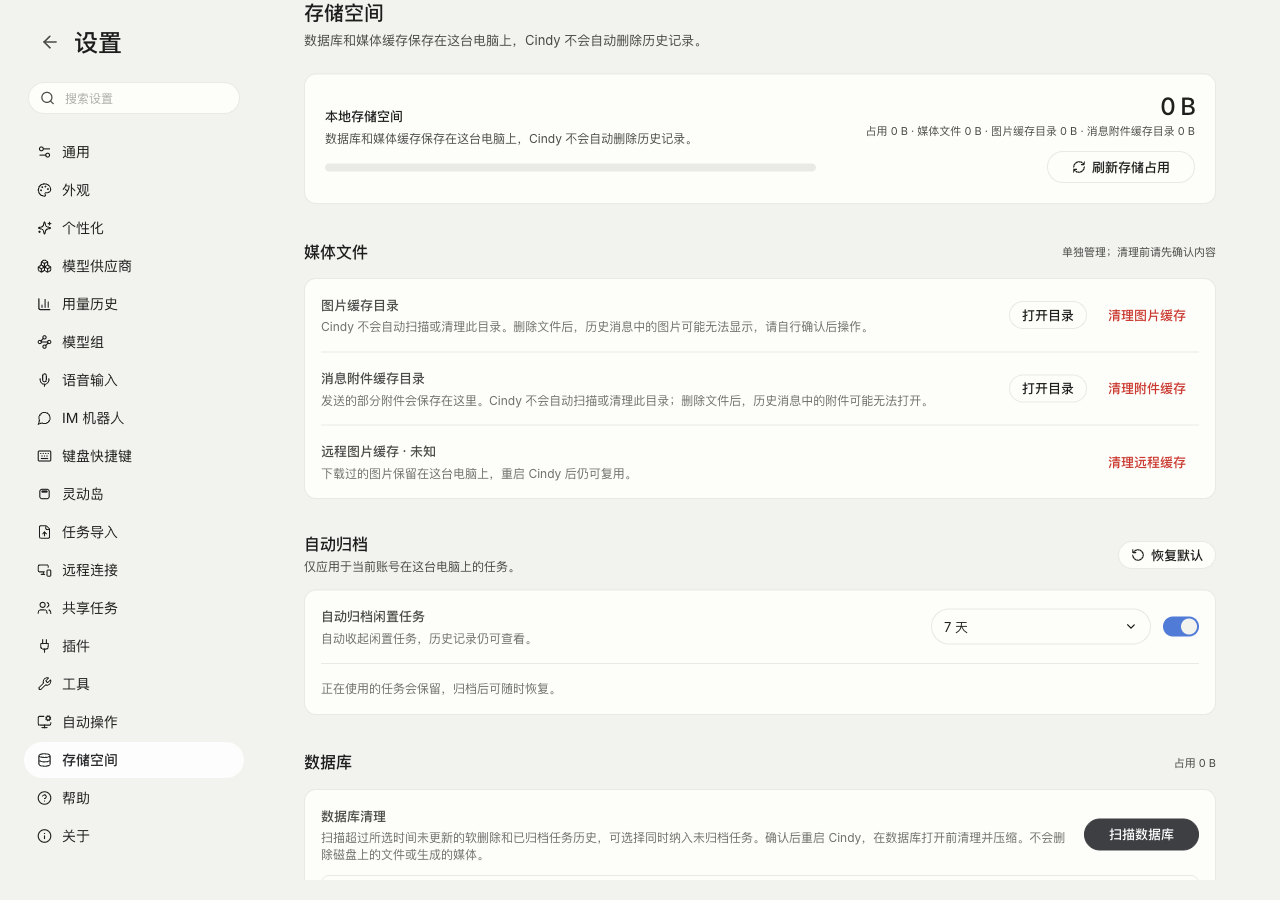 设置
搜索设置
通用
外观
个性化
模型供应商
用量历史
模型组
语音输入
IM 机器人
键盘快捷键
灵动岛
任务导入
远程连接
共享任务
插件
工具
自动操作
存储空间
帮助
关于
存储空间
数据库和媒体缓存保存在这台电脑上，Cindy 不会自动删除历史记录。
本地存储空间
数据库和媒体缓存保存在这台电脑上，Cindy 不会自动删除历史记录。
0 B
占用 0 B · 媒体文件 0 B · 图片缓存目录 0 B · 消息附件缓存目录 0 B
刷新存储占用
媒体文件
单独管理；清理前请先确认内容
图片缓存目录
Cindy 不会自动扫描或清理此目录。删除文件后，历史消息中的图片可能无法显示，请自行确认后操作。
打开目录
清理图片缓存
消息附件缓存目录
发送的部分附件会保存在这里。Cindy 不会自动扫描或清理此目录；删除文件后，历史消息中的附件可能无法打开。
打开目录
清理附件缓存
远程图片缓存 · 未知
下载过的图片保留在这台电脑上，重启 Cindy 后仍可复用。
清理远程缓存
自动归档
仅应用于当前账号在这台电脑上的任务。
恢复默认
自动归档闲置任务
自动收起闲置任务，历史记录仍可查看。
7 天
正在使用的任务会保留，归档后可随时恢复。
数据库
占用 0 B
数据库清理
扫描超过所选时间未更新的软删除和已归档任务历史，可选择同时纳入未归档任务。确认后重启 Cindy，在数据库打开前清理并压缩。不会删
除磁盘上的文件或生成的媒体。
扫描数据库